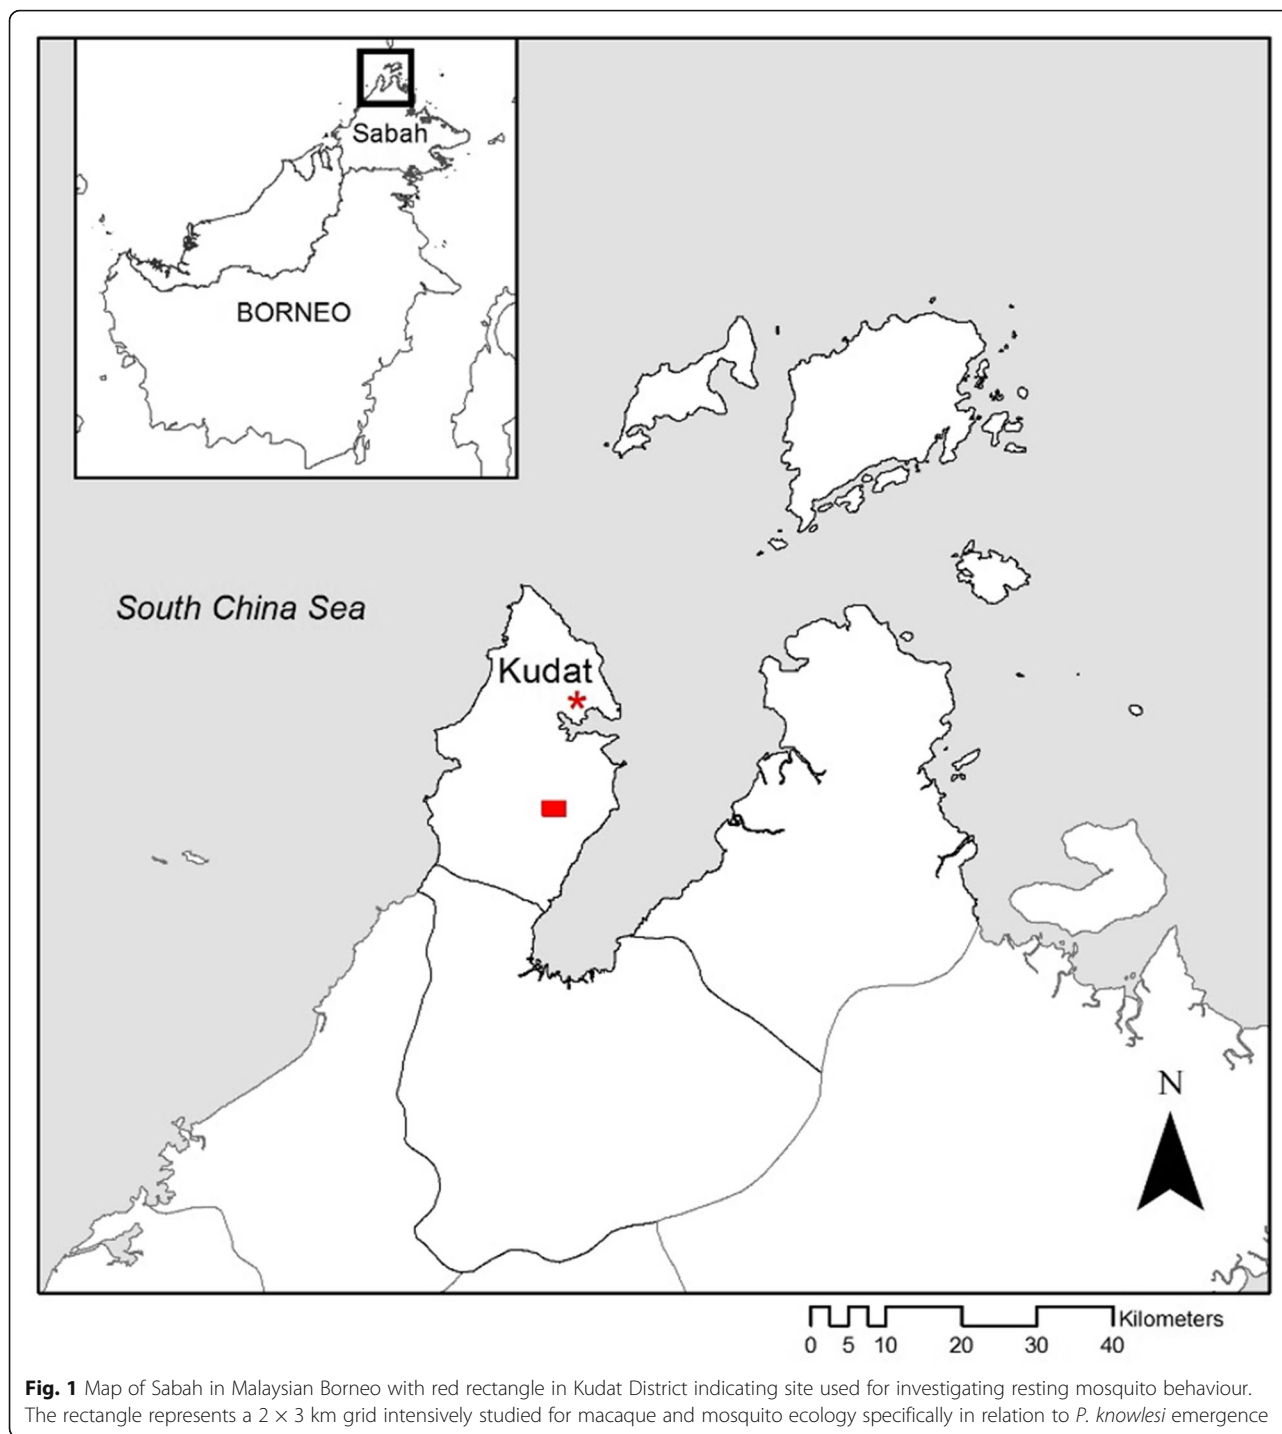 Sabah
BORNEO
South China Sea
Kudat
*
N
Kilometers
0 5 10 20 30 40
Fig. 1 Map of Sabah in Malaysian Borneo with red rectangle in Kudat District indicating site used for investigating resting mosquito behaviour.
The rectangle represents a 2 × 3 km grid intensively studied for macaque and mosquito ecology specifically in relation to P. knowlesi emergence